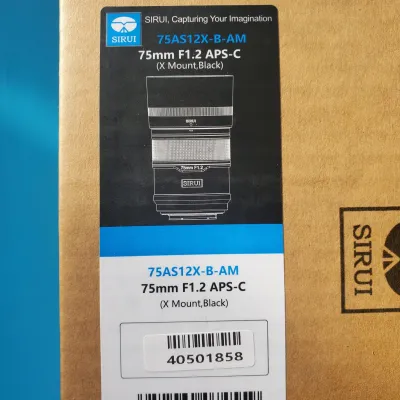 SIRUI, Capturing Your Imagination
SIRUI
75AS12X-B-AM
75mm F1.2 APS-C
(X Mount,Black)
SIRUI
75mm F1.2
SIRUI
75AS12X-B-AM
75mm F1.2 APS-C
(X Mount,Black)
40501858
SIRUI